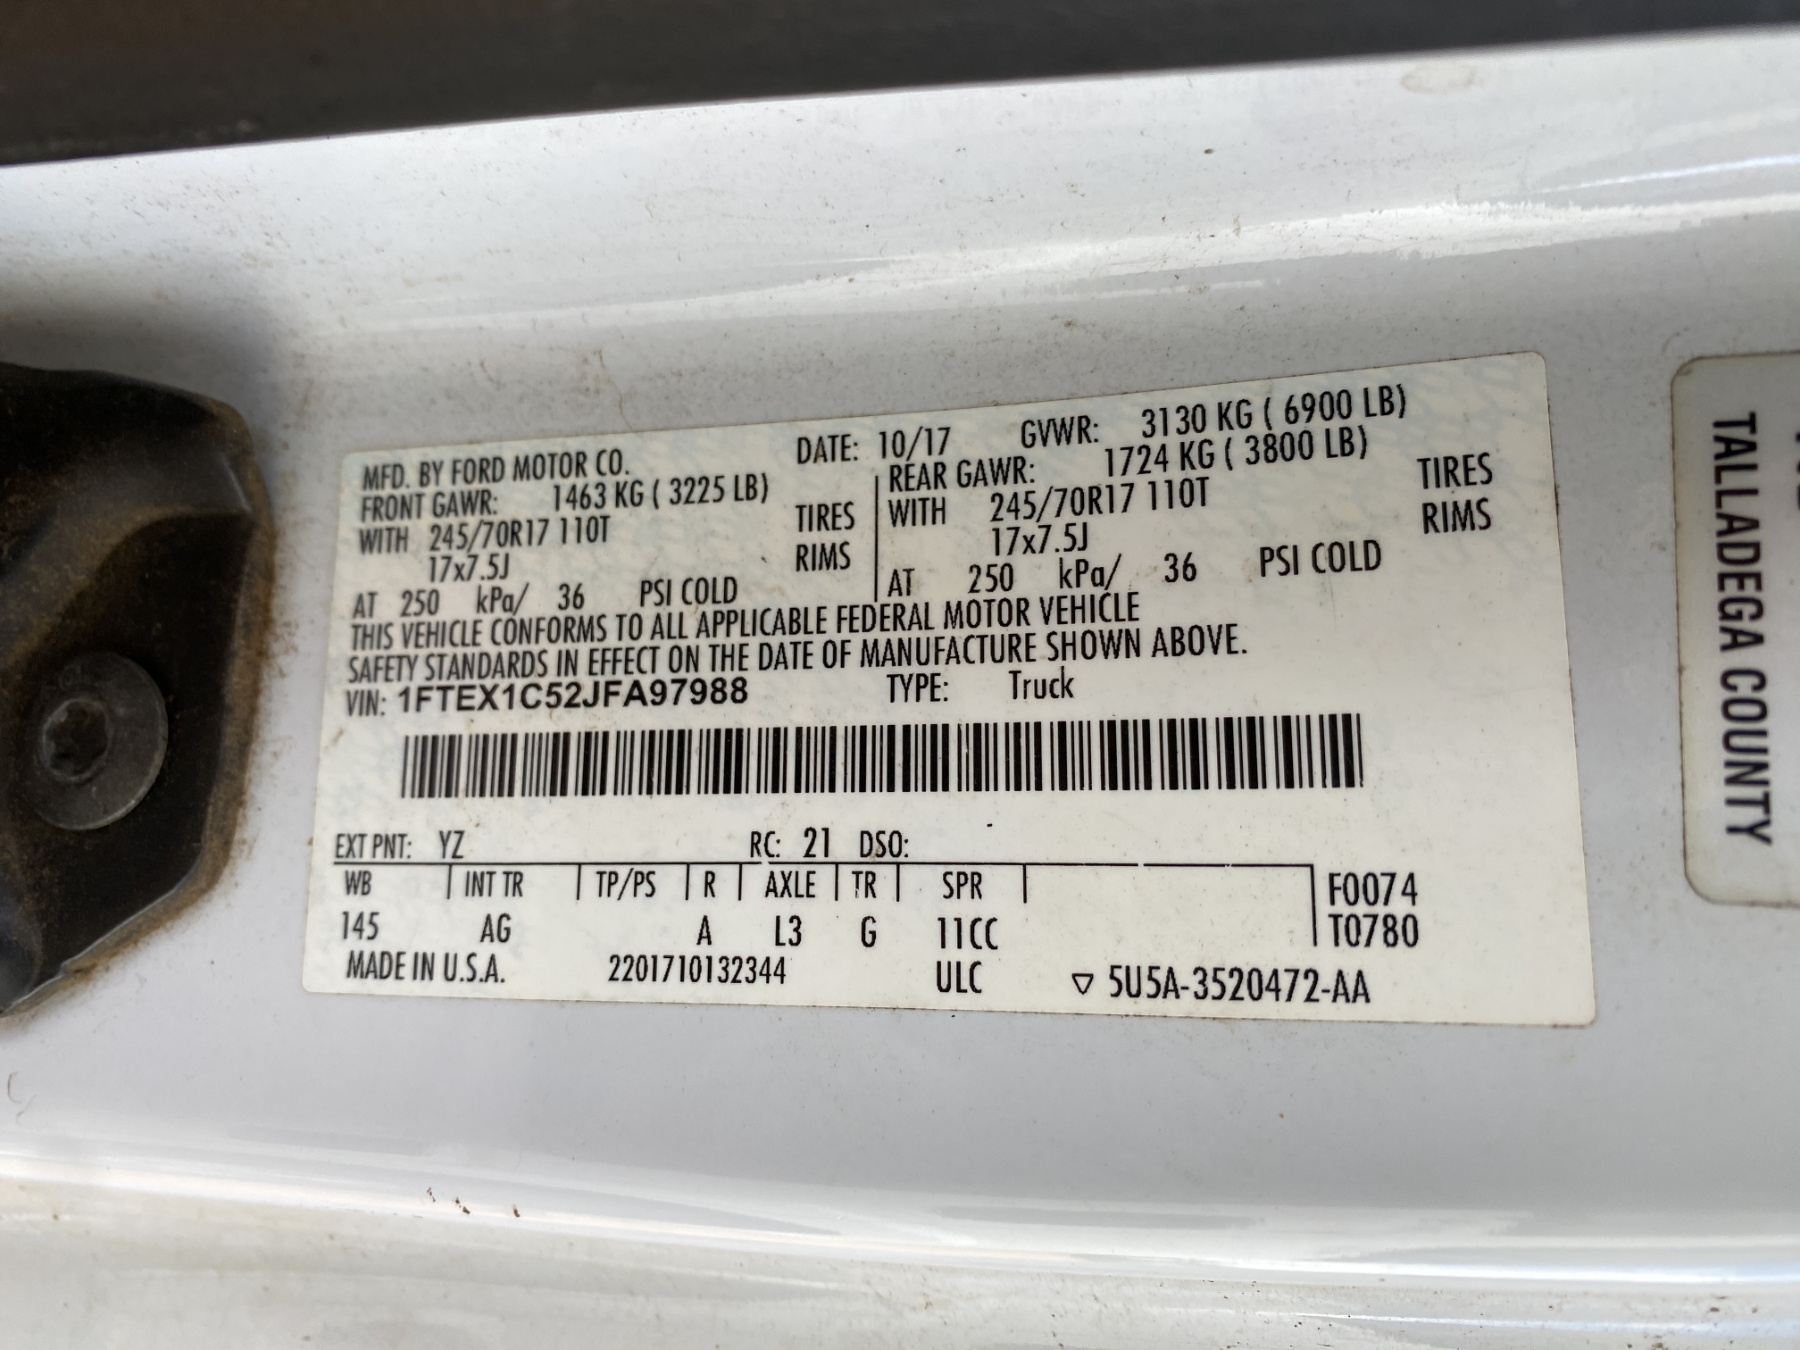 MFD. BY FORD MOTOR CO. DATE: 10/17 GVWR: 3130 KG ( 6900 LB)
FRONT GAWR: 1463 KG ( 3225 LB)
WITH 245/70R17 110T TIRES
17x7.5J RIMS
AT 250 kPa/ 36 PSI COLD
REAR GAWR: 1724 KG ( 3800 LB)
WITH 245/70R17 110T TIRES
17x7.5J RIMS
AT 250 kPa/ 36 PSI COLD
THIS VEHICLE CONFORMS TO ALL APPLICABLE FEDERAL MOTOR VEHICLE
SAFETY STANDARDS IN EFFECT ON THE DATE OF MANUFACTURE SHOWN ABOVE.
VIN: 1FTEX1C52JFA97988 TYPE: Truck
EXT PNT: YZ RC: 21 DSO:
WB INT TR TP/PS R AXLE TR SPR F0074
145 AG A L3 G 11CC T0780
MADE IN U.S.A. 2201710132344 ULC ▽ 5U5A-3520472-AA
TALLADEGA COUNTY